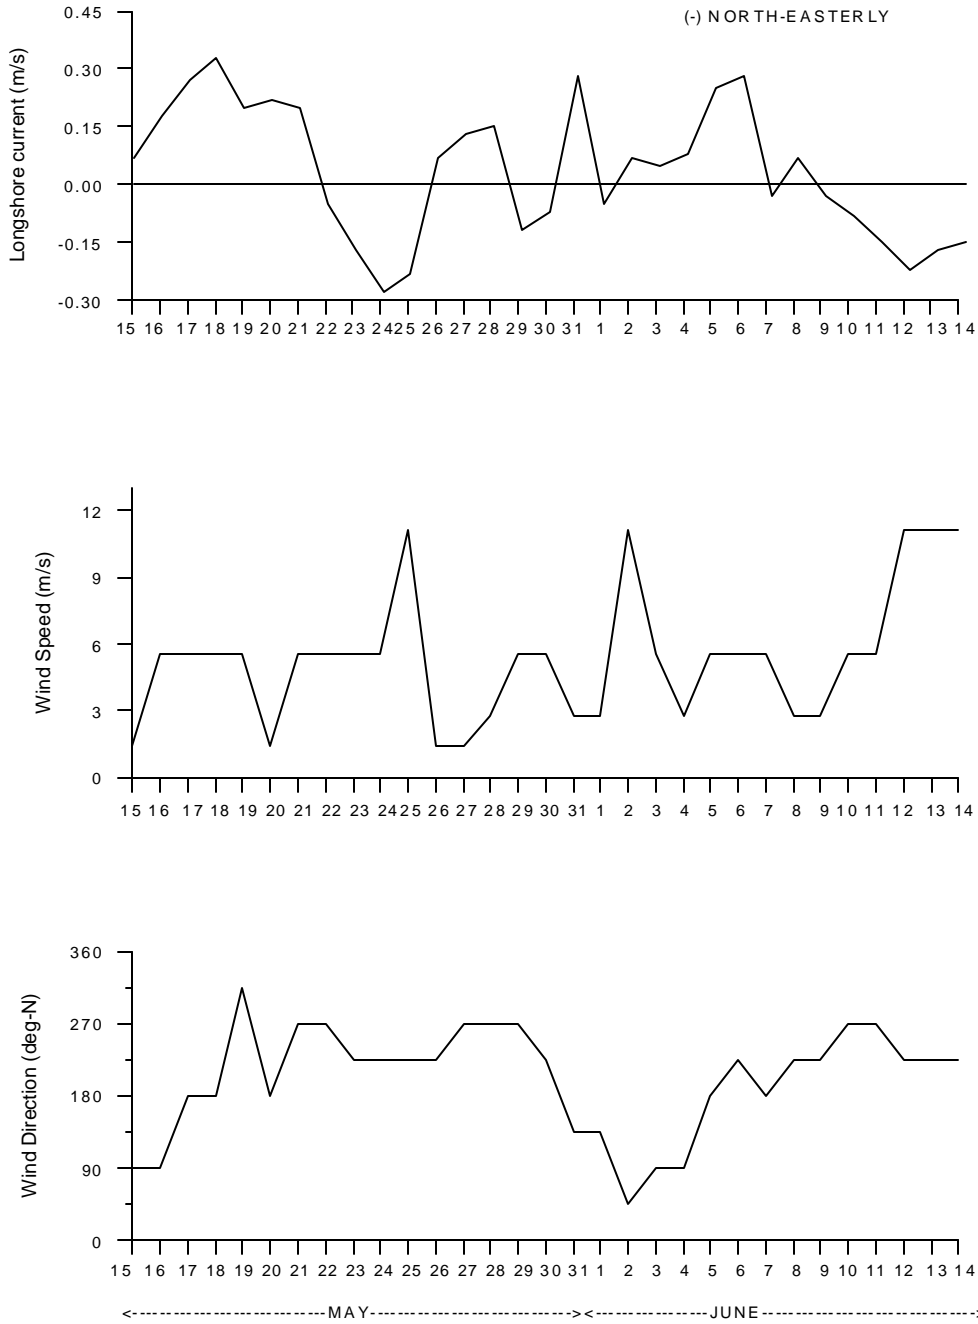 0.45
(-) NORTH-EASTERLY
0.30
0.15
0.00
-0.15
-0.30
Longshore current (m/s)
15 16 17 18 19 20 21 22 23 24 25 26 27 28 29 30 31 1 2 3 4 5 6 7 8 9 10 11 12 13 14
12
9
6
3
0
Wind Speed (m/s)
15 16 17 18 19 20 21 22 23 24 25 26 27 28 29 30 31 1 2 3 4 5 6 7 8 9 10 11 12 13 14
360
270
180
90
0
Wind Direction (deg-N)
15 16 17 18 19 20 21 22 23 24 25 26 27 28 29 30 31 1 2 3 4 5 6 7 8 9 10 11 12 13 14
<-----------------------------MAY------------------------------><-----------------JUNE--------------------------------->